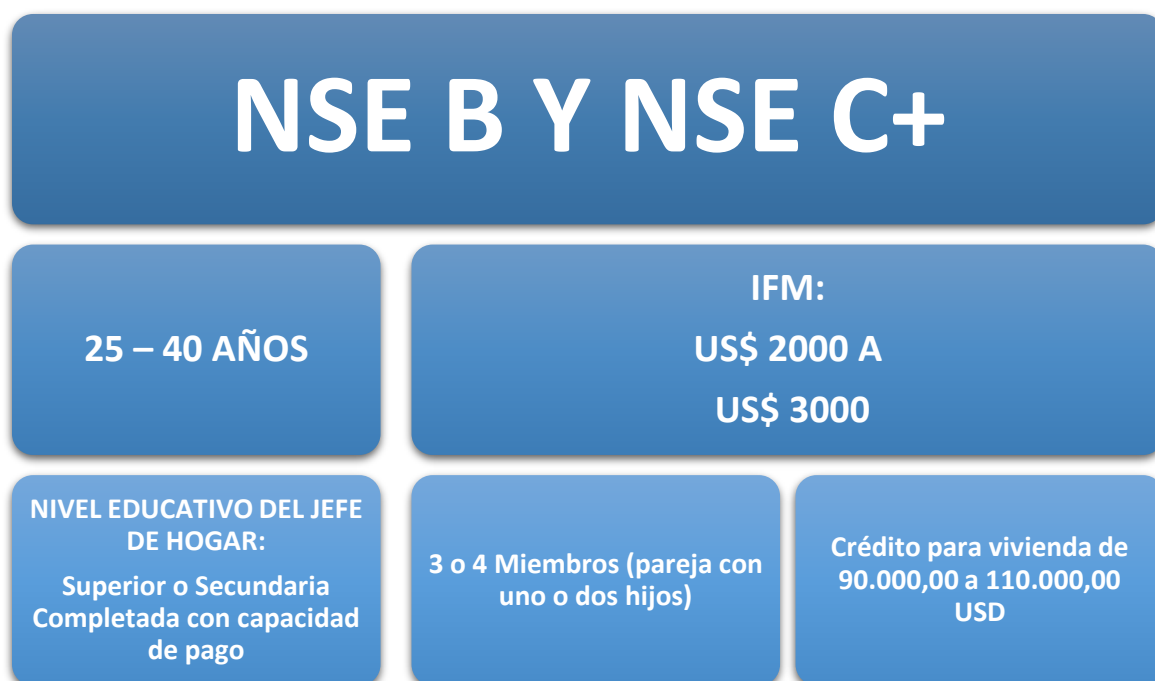 NSE B Y NSE C+
25 – 40 AÑOS
IFM:
US$ 2000 A
US$ 3000
NIVEL EDUCATIVO DEL JEFE
DE HOGAR:
Superior o Secundaria
Completada con capacidad
de pago
3 o 4 Miembros (pareja con
uno o dos hijos)
Crédito para vivienda de
90.000,00 a 110.000,00
USD